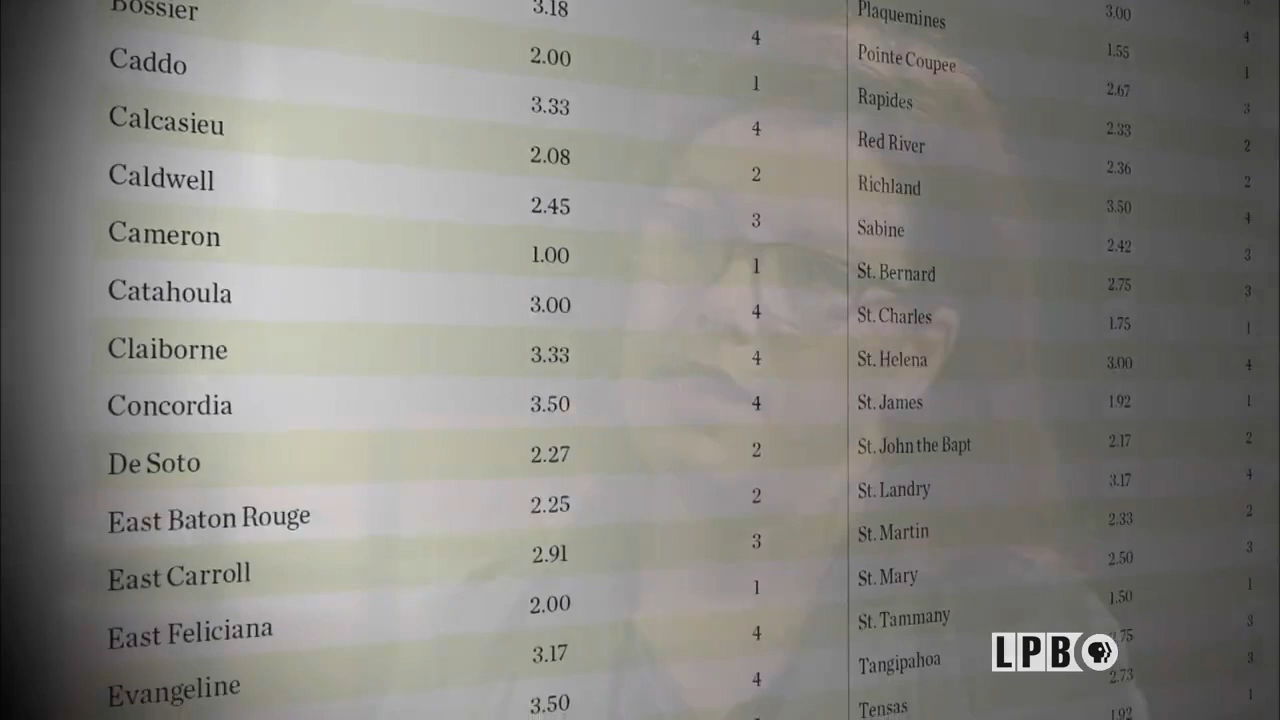 3.18 4 3.00 4
Bossier 2.00 1 Plaquemines 1.55 1
Caddo 3.33 4 Pointe Coupee 2.67 3
Calcasieu 2.08 2 Rapides 2.33 2
Caldwell 2.45 3 Red River 2.36 2
Cameron 1.00 1 Richland 3.50 4
Catahoula 3.00 4 Sabine 2.42 3
Claiborne 3.33 4 St. Bernard 2.75 3
Concordia 3.50 4 St. Charles 1.75 1
De Soto 2.27 2 St. Helena 3.00 4
East Baton Rouge 2.25 2 St. James 1.92 1
East Carroll 2.91 3 St. John the Bapt 2.17 2
East Feliciana 2.00 1 St. Landry 3.17 4
Evangeline 3.17 4 St. Martin 2.33 2
3.50 4 St. Mary 2.50 3
St. Tammany 1.50 1
Tangipahoa 3
Tensas 2.73 3
1.92 1
LPB